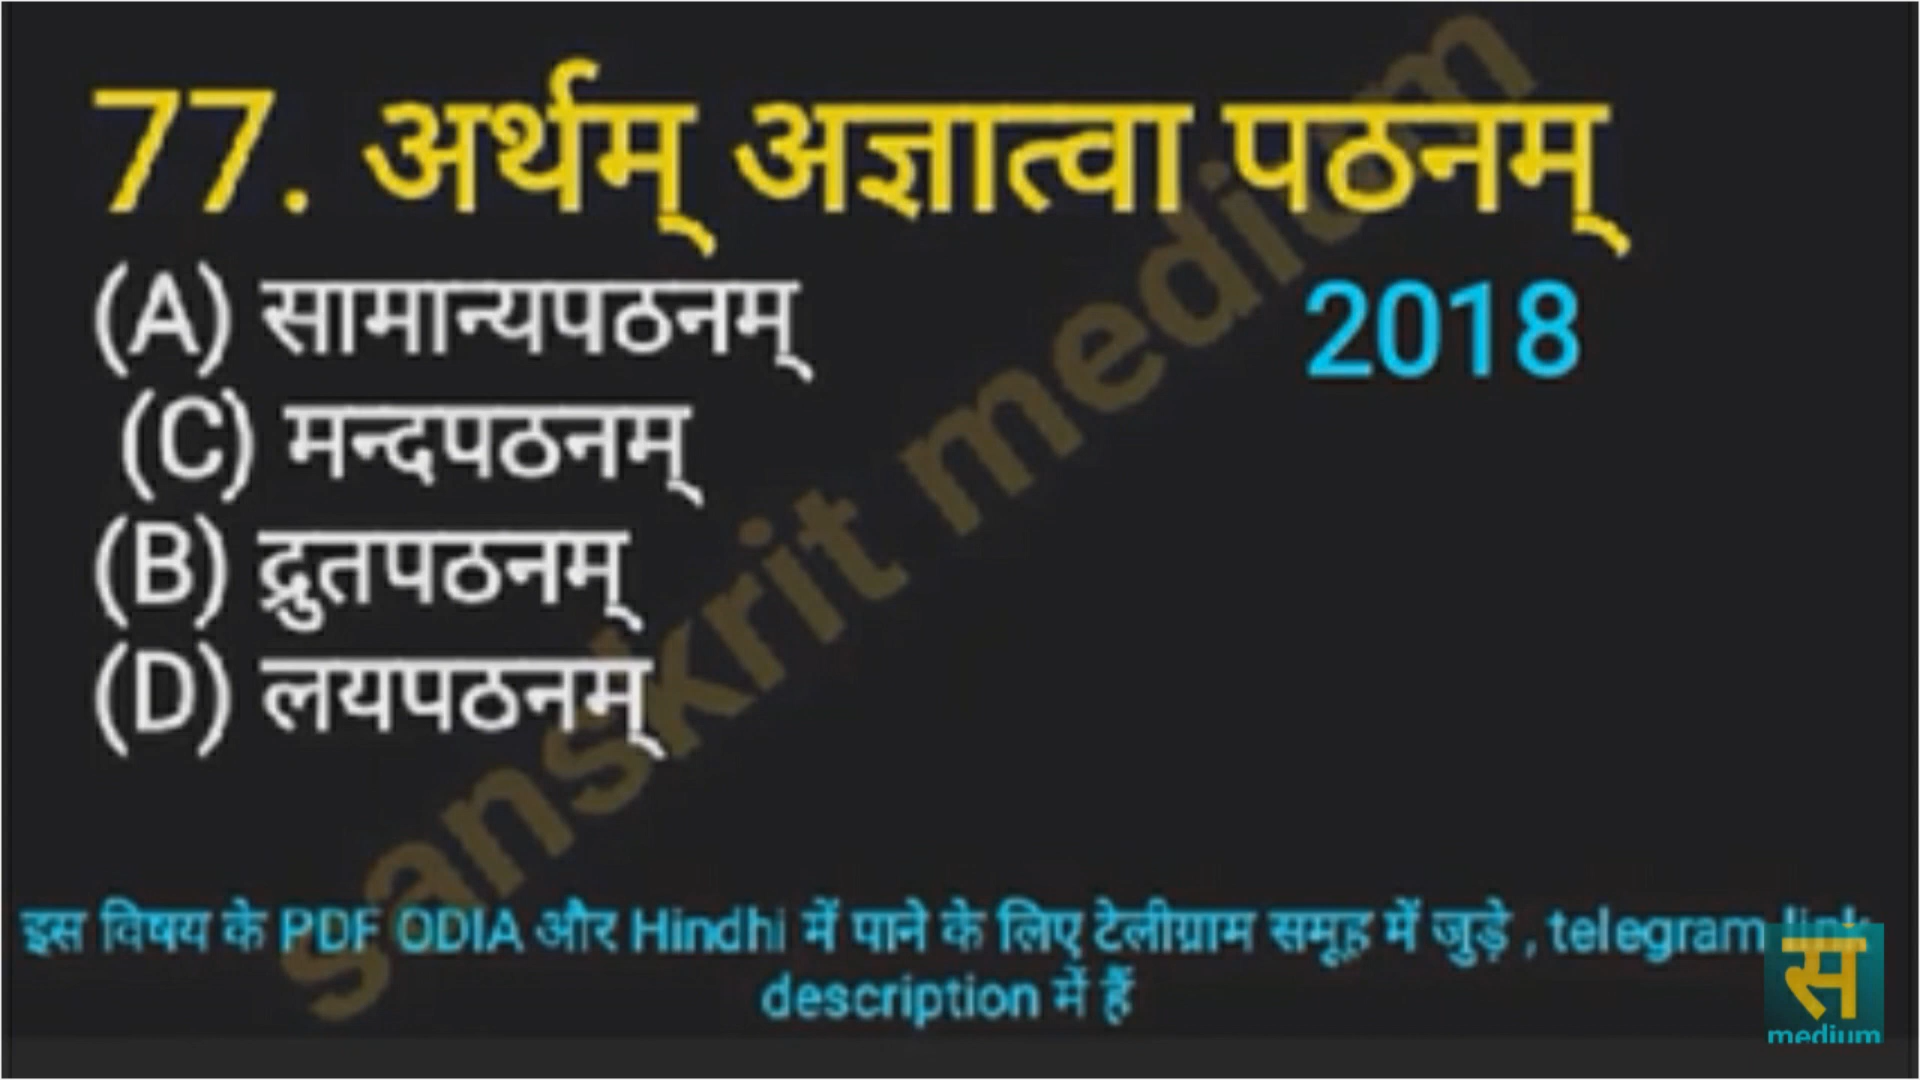 77. अर्थम् अज्ञात्वा पठनम्
(A) सामान्यपठनम्
2018
(C) मन्दपठनम्
(B) द्रुतपठनम्
(D) लयपठनम्
sanskrit medium
इस विषय के PDF ODIA और Hindhi में पाने के लिए टेलीग्राम समूह में जुड़े , telegram link
description में हैं
सं
medium